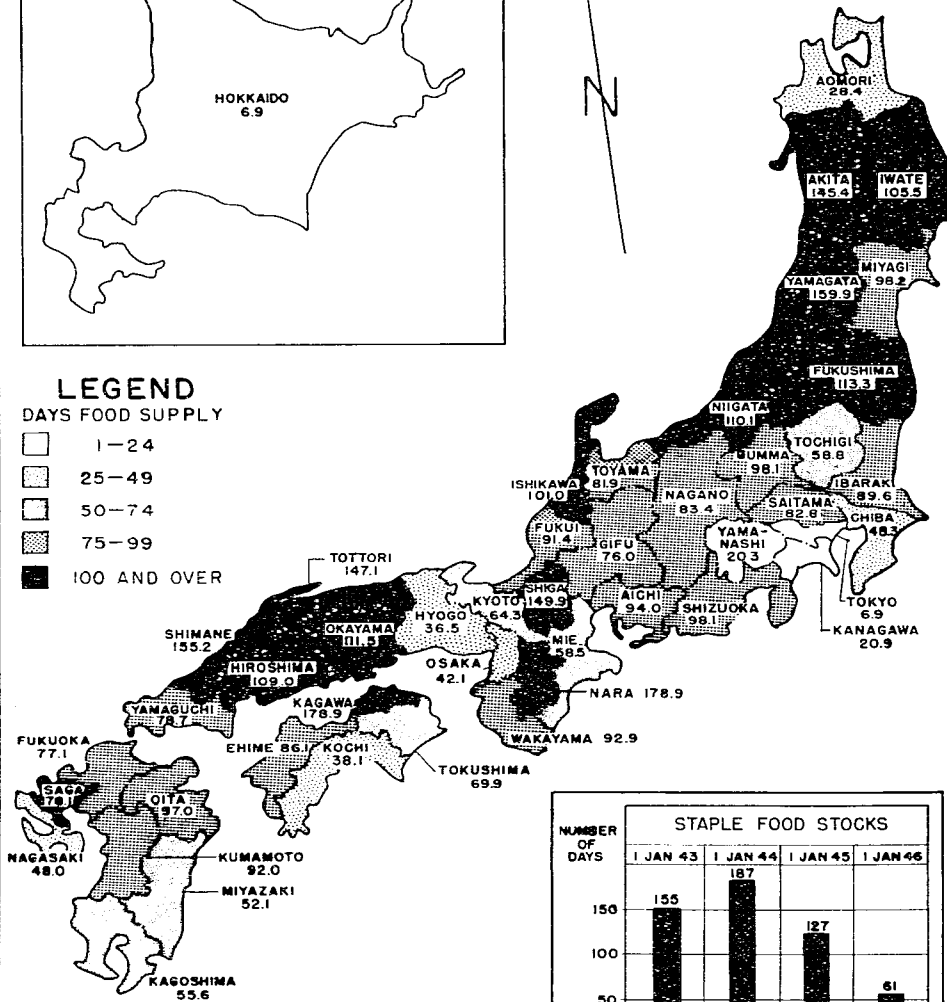 HOKKAIDO
6.9
N
AOMORI
28.4
AKITA
145.4
IWATE
105.5
MIYAGI
98.2
YAMAGATA
159.9
FUKUSHIMA
113.3
NIIGATA
110.1
TOCHIGI
58.8
GUMMA
98.1
IBARAKI
89.6
TOYAMA
81.9
ISHIKAWA
101.0
NAGANO
83.4
SAITAMA
82.8
CHIBA
48.3
FUKUI
91.4
GIFU
76.0
YAMA-
NASHI
20.3
TOKYO
6.9
KANAGAWA
20.9
LEGEND
DAYS FOOD SUPPLY
1-24
25-49
50-74
75-99
100 AND OVER
TOTTORI
147.1
KYOTO
64.3
SHIGA
149.9
AICHI
94.0
SHIZUOKA
98.1
HYOGO
36.5
OKAYAMA
111.5
SHIMANE
155.2
MIE
58.5
OSAKA
42.1
HIROSHIMA
109.0
NARA 178.9
KAGAWA
178.9
YAMAGUCHI
78.7
WAKAYAMA 92.9
FUKUOKA
77.1
EHIME 86.1
KOCHI
38.1
TOKUSHIMA
69.9
SAGA
OITA
97.0
NAGASAKI
48.0
KUMAMOTO
92.0
MIYAZAKI
52.1
KAGOSHIMA
55.6
NUMBER
OF
DAYS
STAPLE FOOD STOCKS
1 JAN 43
1 JAN 44
1 JAN 45
1 JAN 46
187
155
150
127
100
61
50